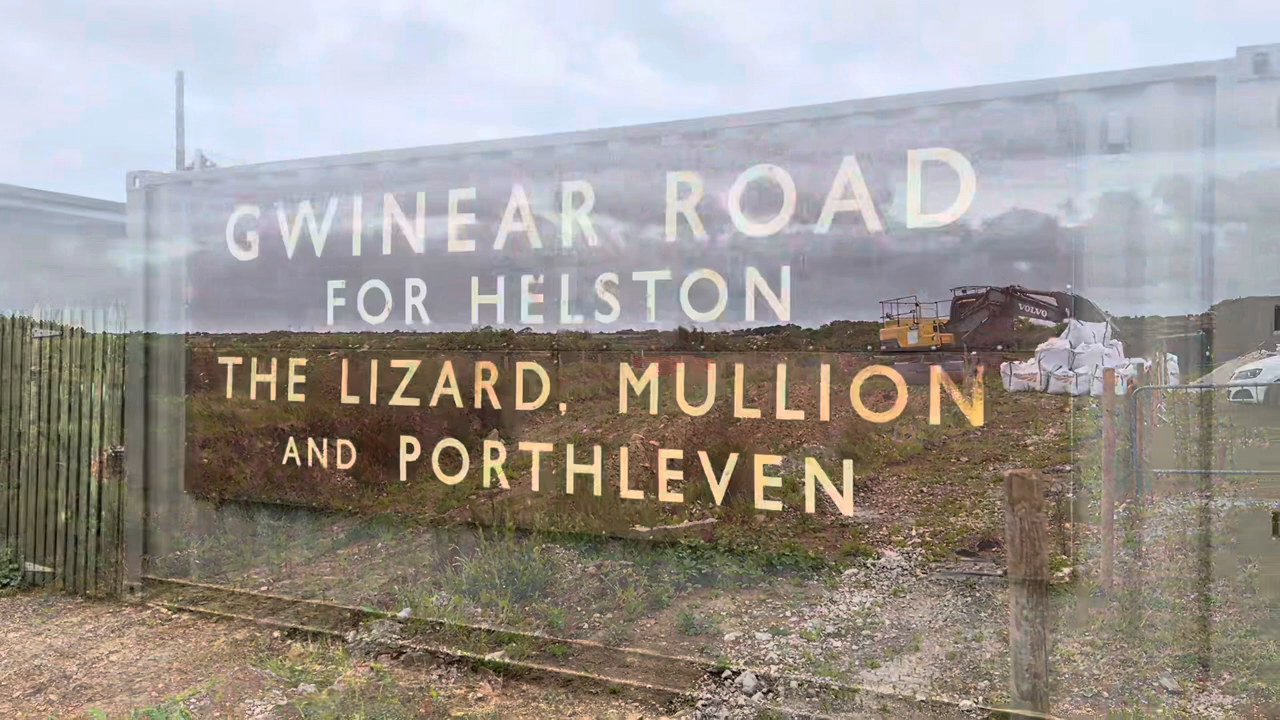 GWINEAR ROAD
FOR HELSTON
THE LIZARD, MULLION
AND PORTHLEVEN
VOLVO